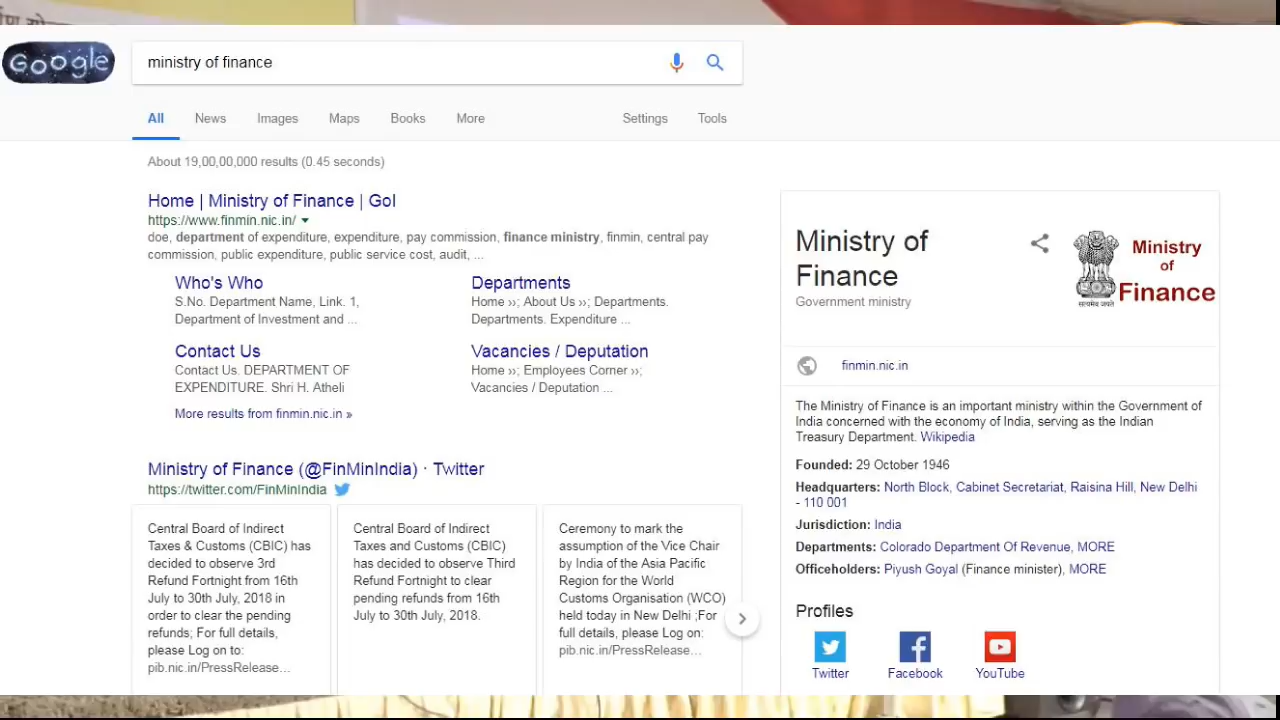 Google
ministry of finance
All News Images Maps Books More Settings Tools
About 19,00,00,000 results (0.45 seconds)
Home | Ministry of Finance | GoI
https://www.finmin.nic.in/
doe, department of expenditure, expenditure, pay commission, finance ministry, finmin, central pay
commission, public expenditure, public service cost, audit, ...
Who's Who
S.No. Department Name, Link. 1,
Department of Investment and ...
Departments
Home ››; About Us ››; Departments.
Departments. Expenditure ...
Contact Us
Contact Us. DEPARTMENT OF
EXPENDITURE. Shri H. Atheli
Vacancies / Deputation
Home ››; Employees Corner ››;
Vacancies / Deputation ...
More results from finmin.nic.in »
Ministry of Finance (@FinMinIndia) · Twitter
https://twitter.com/FinMinIndia
Central Board of Indirect
Taxes & Customs (CBIC) has
decided to observe 3rd
Refund Fortnight from 16th
July to 30th July, 2018 in
order to clear the pending
refunds; For full details,
please Log on to:
pib.nic.in/PressRelease...
Central Board of Indirect
Taxes and Customs (CBIC)
has decided to observe Third
Refund Fortnight to clear
pending refunds from 16th
July to 30th July, 2018.
Ceremony to mark the
assumption of the Vice Chair
by India of the Asia Pacific
Region for the World
Customs Organisation (WCO)
held today in New Delhi ;For
full details, please Log on:
pib.nic.in/PressRelease...
Ministry of
Finance
Government ministry
सत्यमेव जयते
Ministry
of
Finance
finmin.nic.in
The Ministry of Finance is an important ministry within the Government of
India concerned with the economy of India, serving as the Indian
Treasury Department. Wikipedia
Founded: 29 October 1946
Headquarters: North Block, Cabinet Secretariat, Raisina Hill, New Delhi
- 110 001
Jurisdiction: India
Departments: Colorado Department Of Revenue, MORE
Officeholders: Piyush Goyal (Finance minister), MORE
Profiles
Twitter Facebook YouTube